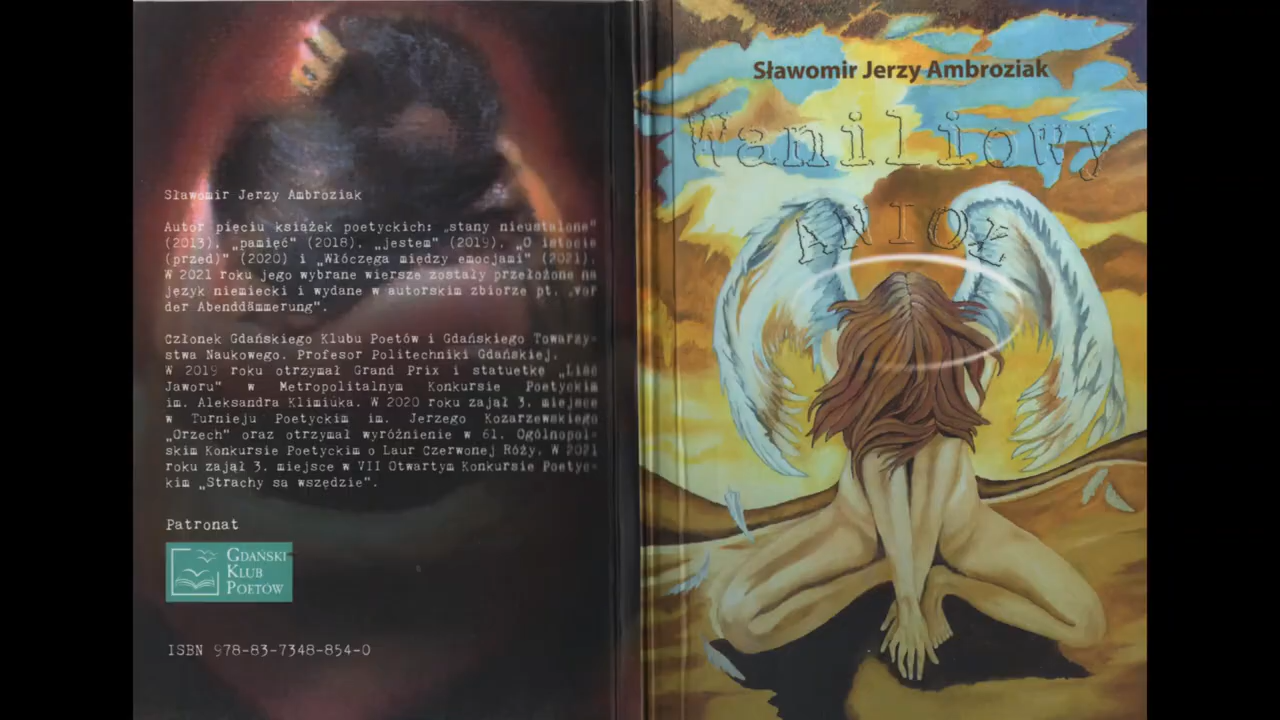 Sławomir Jerzy Ambroziak
Autor pięciu książek poetyckich: „stany nieustalone"
(2013), „pamięć" (2018), „jestem" (2019), „O istocie
(przed)" (2020) i „Włóczęga między emocjami" (2021).
W 2021 roku jego wybrane wiersze zostały przełożone na
język niemiecki i wydane w autorskim zbiorze pt. „vor
der Abenddämmerung".
Członek Gdańskiego Klubu Poetów i Gdańskiego Towarzy-
stwa Naukowego. Profesor Politechniki Gdańskiej.
W 2019 roku otrzymał Grand Prix i statuetkę „Liść
Jaworu" w Metropolitalnym Konkursie Poetyckim
im. Aleksandra Klimiuka. W 2020 roku zajął 3. miejsce
w Turnieju Poetyckim im. Jerzego Kozarzewskiego
„Orzech" oraz otrzymał wyróżnienie w 61. Ogólnopol-
skim Konkursie Poetyckim o Laur Czerwonej Róży. W 2021
roku zajął 3. miejsce w VII Otwartym Konkursie Poetyc-
kim „Strachy są wszędzie".
Patronat
GDAŃSKI
KLUB
POETÓW
ISBN 978-83-7348-854-0
Sławomir Jerzy Ambroziak
Waniliowy
ANIOŁ